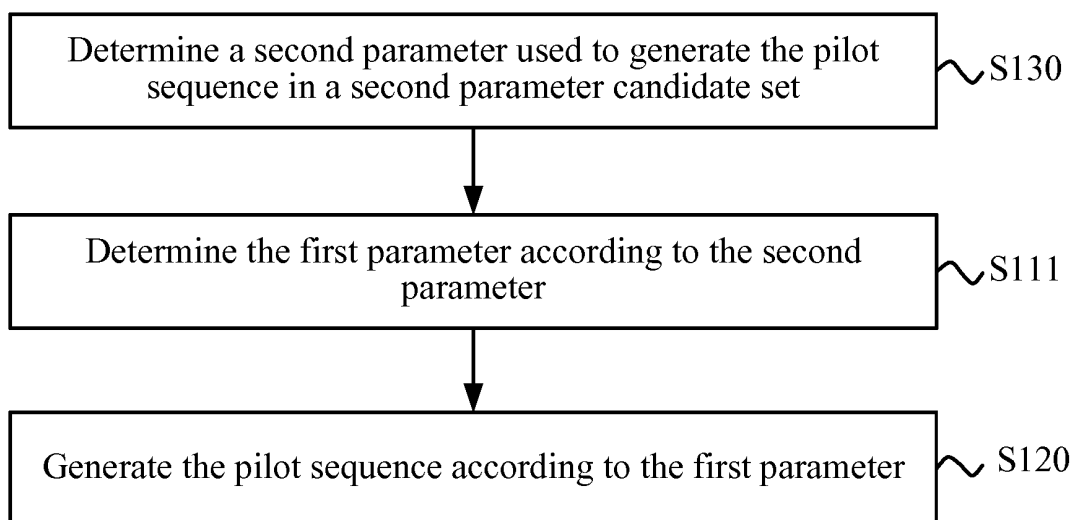 Determine a second parameter used to generate the pilot
sequence in a second parameter candidate set
S130
Determine the first parameter according to the second
parameter
S111
Generate the pilot sequence according to the first parameter
S120